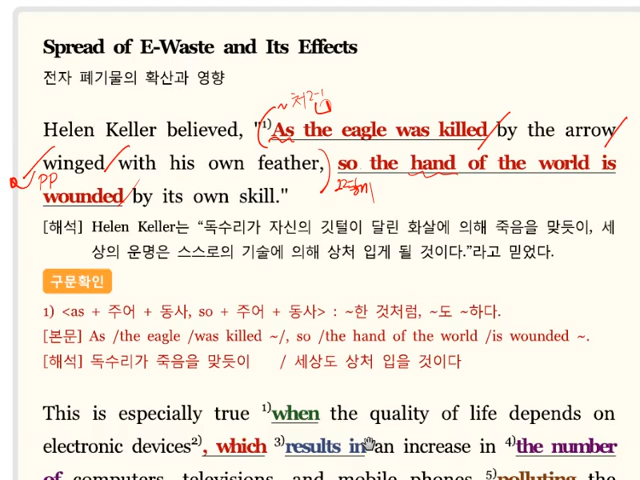 Spread of E-Waste and Its Effects
전자 폐기물의 확산과 영향
~처럼
Helen Keller believed, "1)As the eagle was killed by the arrow
winged with his own feather, so the hand of the world is
PP
wounded by its own skill."
[해석] Helen Keller는 “독수리가 자신의 깃털이 달린 화살에 의해 죽음을 맞듯이, 세
상의 운명은 스스로의 기술에 의해 상처 입게 될 것이다.”라고 믿었다.
구문확인
1) <as + 주어 + 동사, so + 주어 + 동사> : ~한 것처럼, ~도 ~하다.
[본문] As /the eagle /was killed ~/, so /the hand of the world /is wounded ~.
[해석] 독수리가 죽음을 맞듯이 / 세상도 상처 입을 것이다
This is especially true 1)when the quality of life depends on
electronic devices2), which 3)results in an increase in 4)the number
of computers, televisions, and mobile phones 5)polluting the